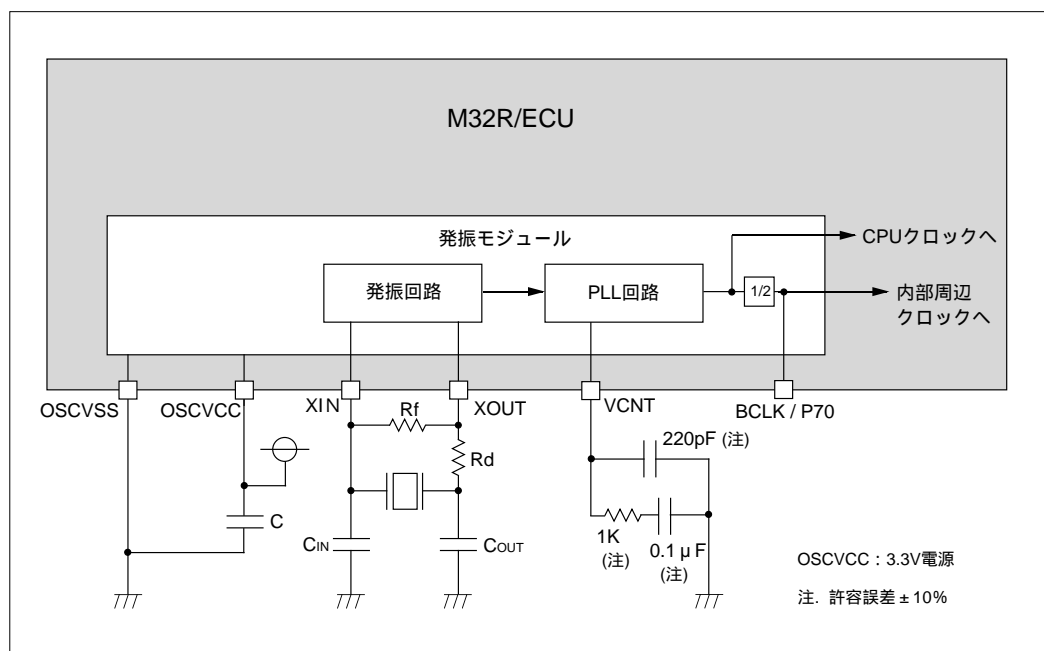 M32R/ECU
発振モジュール
発振回路
PLL回路
1/2
CPUクロックへ
内部周辺
クロックへ
OSCVSS
OSCVCC
XIN
XOUT
VCNT
BCLK / P70
Rf
Rd
C
CIN
COUT
220pF (注)
1K
(注)
0.1 μ F
(注)
OSCVCC : 3.3V電源
注. 許容誤差 ± 10%